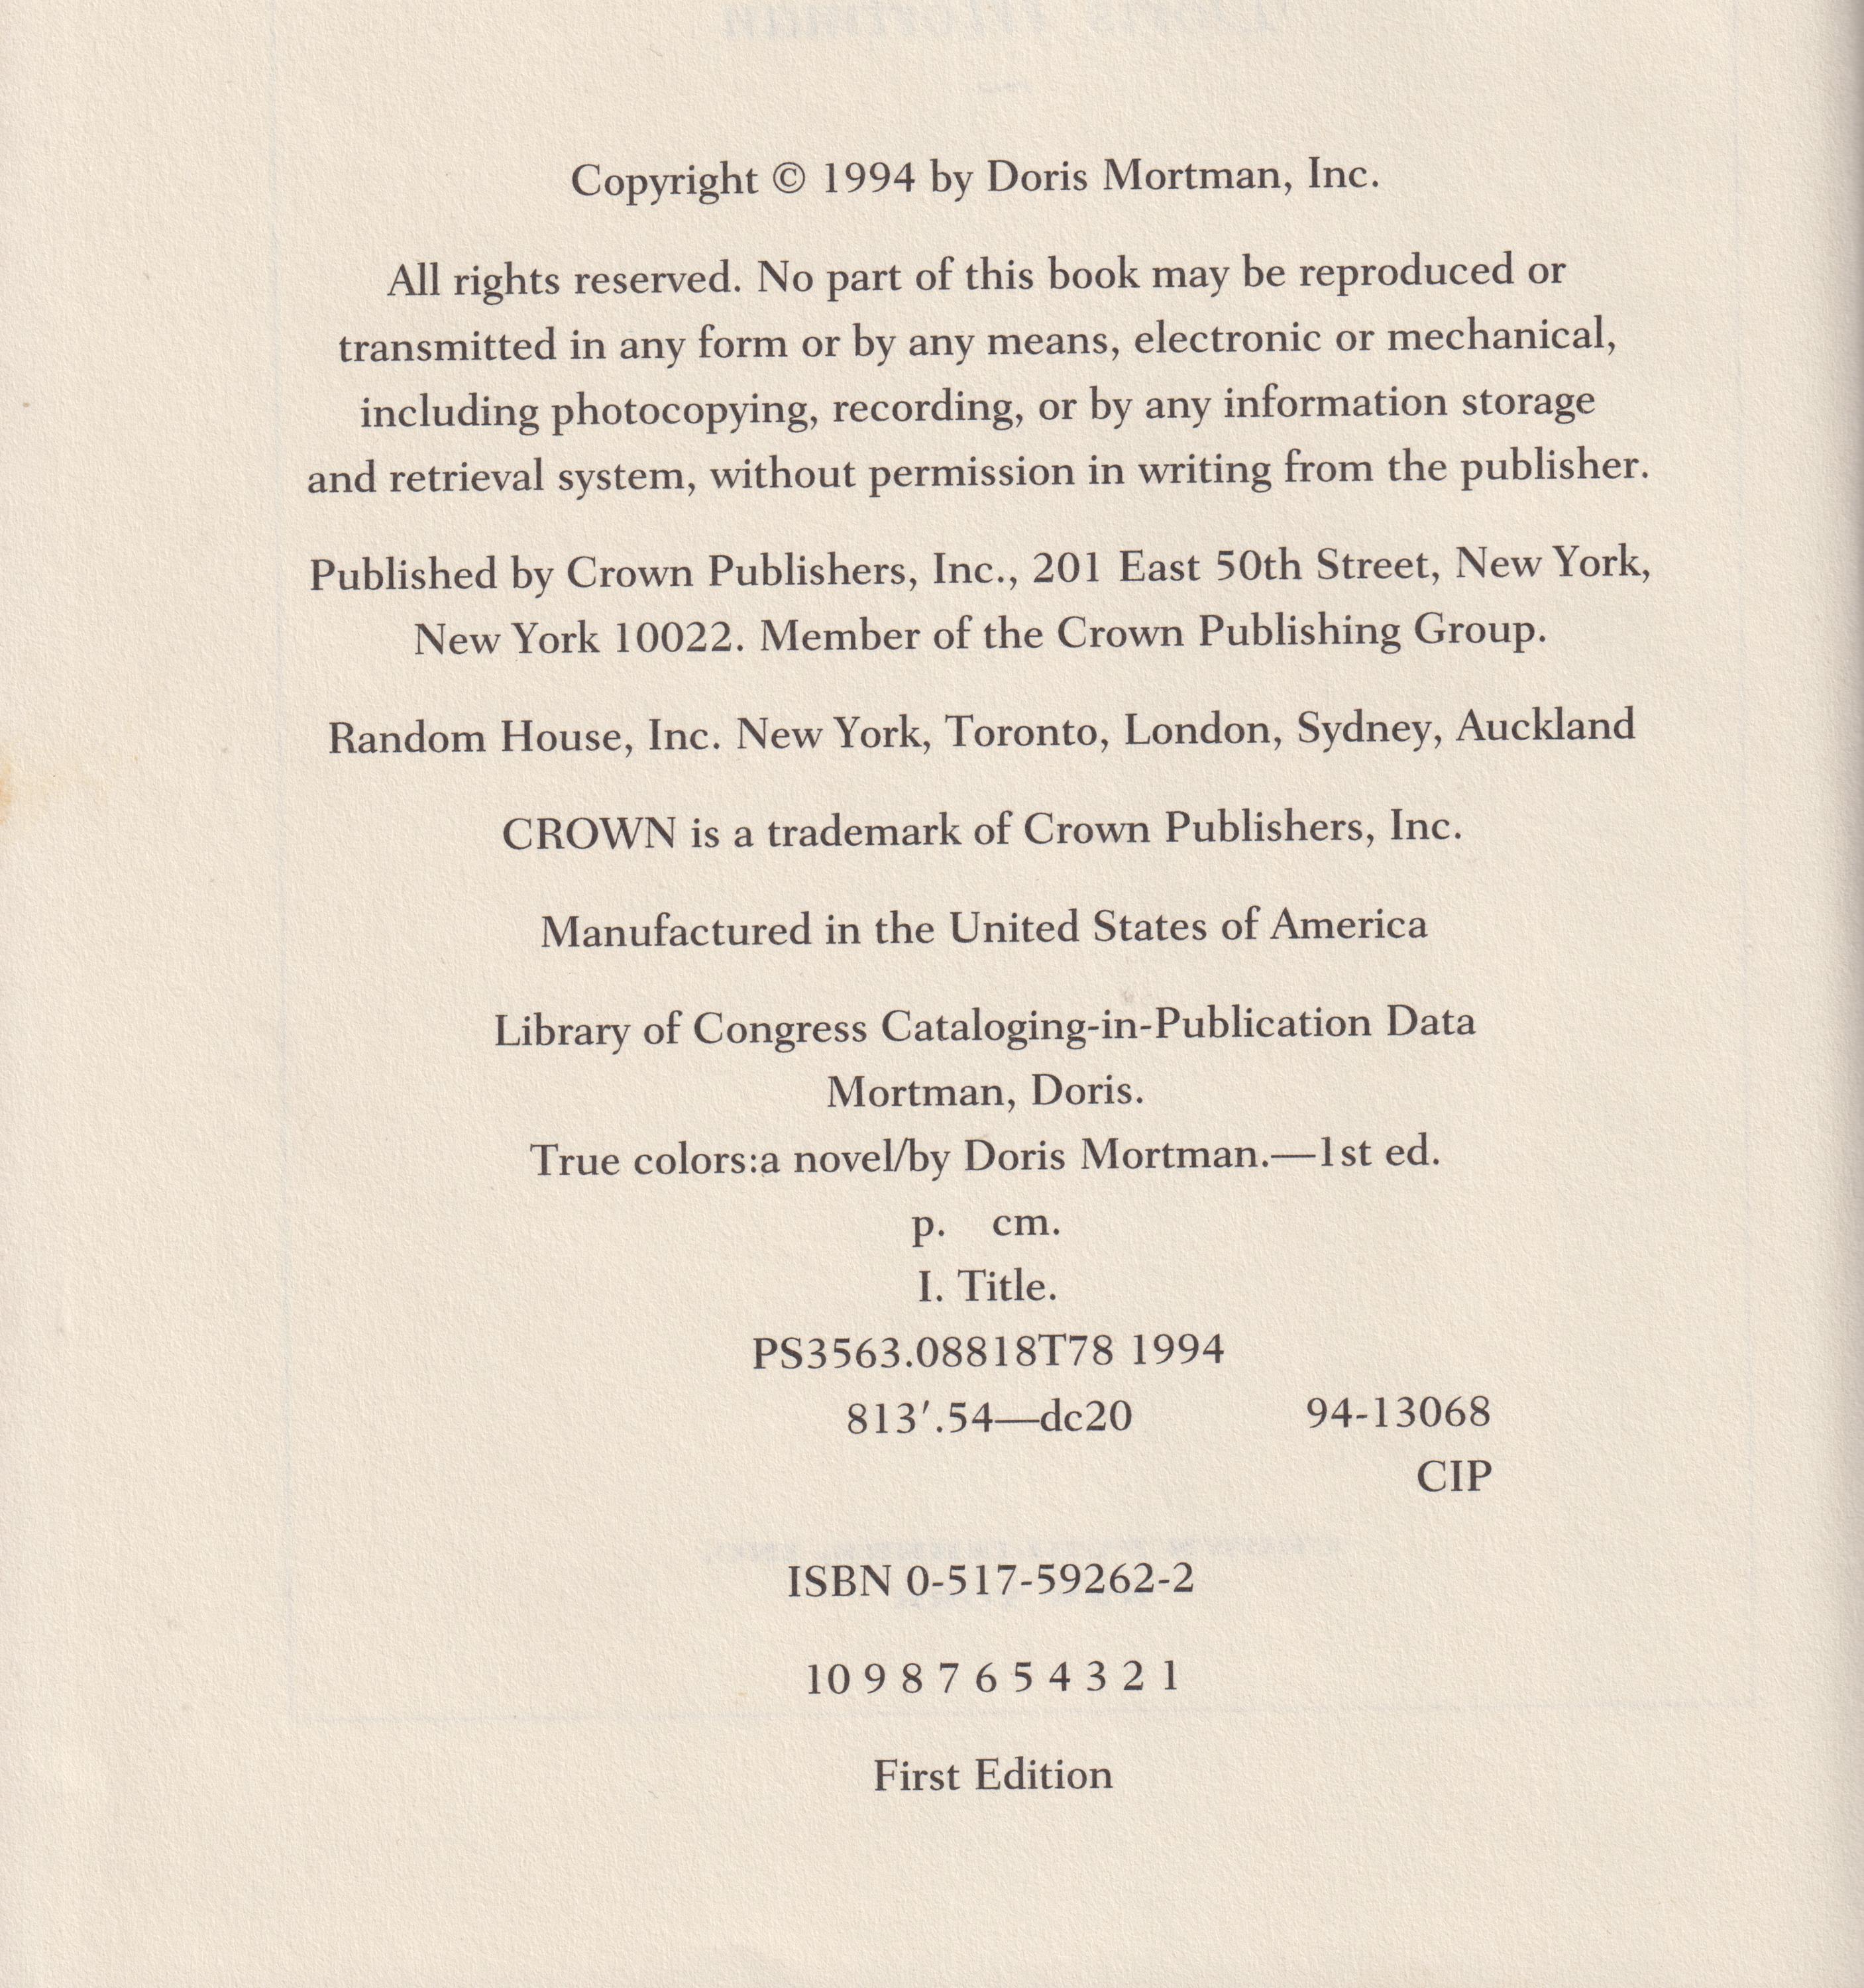 Copyright © 1994 by Doris Mortman, Inc.
All rights reserved. No part of this book may be reproduced or
transmitted in any form or by any means, electronic or mechanical,
including photocopying, recording, or by any information storage
and retrieval system, without permission in writing from the publisher.
Published by Crown Publishers, Inc., 201 East 50th Street, New York,
New York 10022. Member of the Crown Publishing Group.
Random House, Inc. New York, Toronto, London, Sydney, Auckland
CROWN is a trademark of Crown Publishers, Inc.
Manufactured in the United States of America
Library of Congress Cataloging-in-Publication Data
Mortman, Doris.
True colors:a novel/by Doris Mortman.—1st ed.
p. cm.
I. Title.
PS3563.08818T78 1994
813′.54—dc20 94-13068
CIP
ISBN 0-517-59262-2
10 9 8 7 6 5 4 3 2 1
First Edition